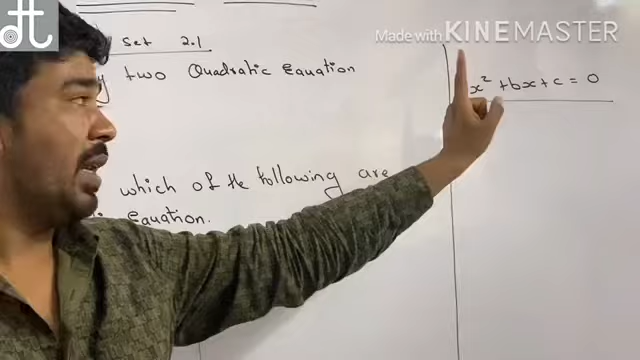 Made with KINEMASTER
Set 2.1
two Quadratic Equation
x² + bx + c = 0
which of the following are
Equation.